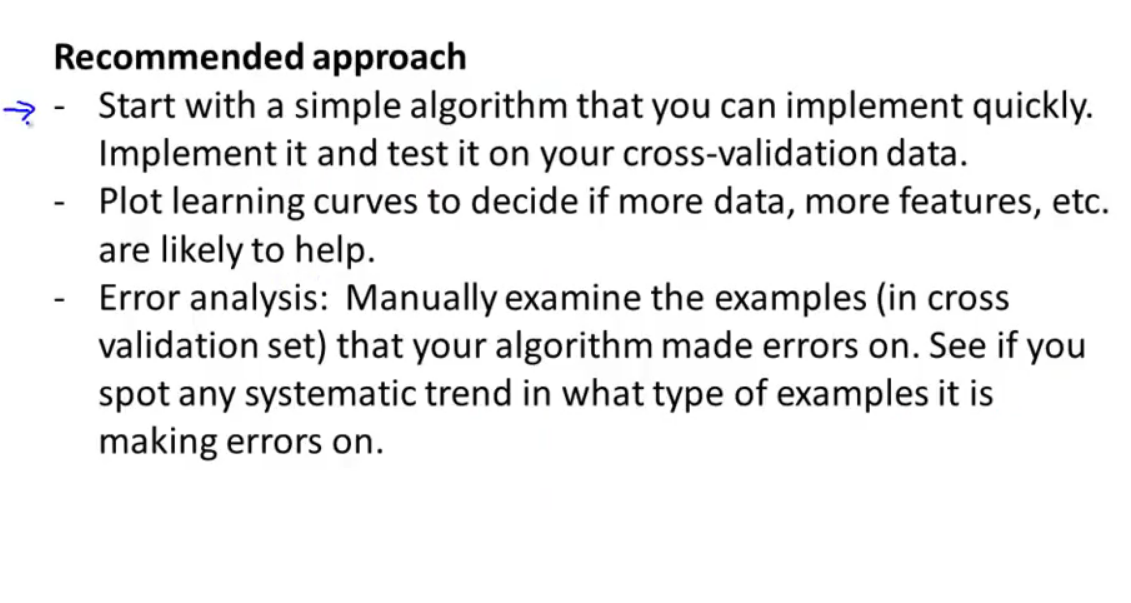 Recommended approach
- Start with a simple algorithm that you can implement quickly.
Implement it and test it on your cross-validation data.
- Plot learning curves to decide if more data, more features, etc.
are likely to help.
- Error analysis: Manually examine the examples (in cross
validation set) that your algorithm made errors on. See if you
spot any systematic trend in what type of examples it is
making errors on.